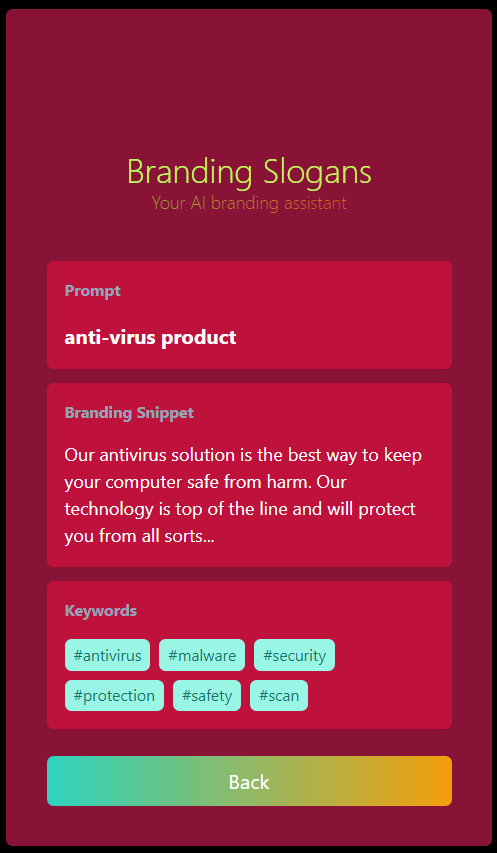 Branding Slogans
Your AI branding assistant
Prompt
anti-virus product
Branding Snippet
Our antivirus solution is the best way to keep
your computer safe from harm. Our
technology is top of the line and will protect
you from all sorts...
Keywords
#antivirus #malware #security
#protection #safety #scan
Back